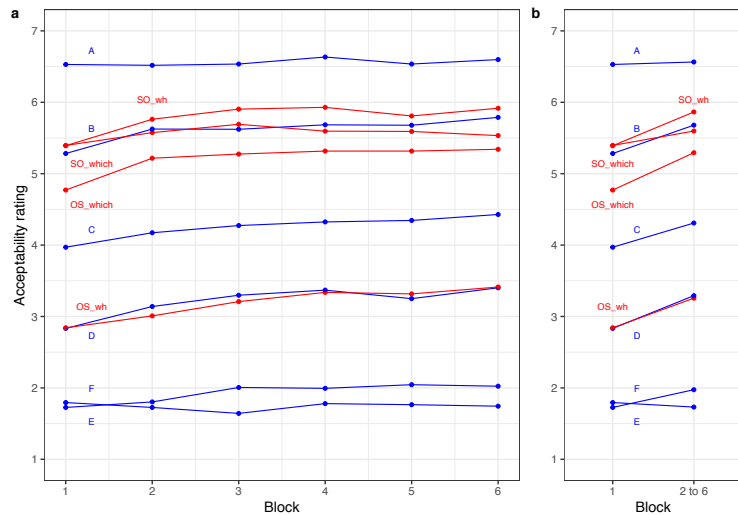 a
b
7
6
5
4
3
2
1
Acceptability rating
A
SO_wh
B
SO_which
OS_which
C
OS_wh
D
F
E
1 2 3 4 5 6
Block
7
6
5
4
3
2
1
A
SO_wh
B
SO_which
OS_which
C
OS_wh
D
F
E
1 2 to 6
Block